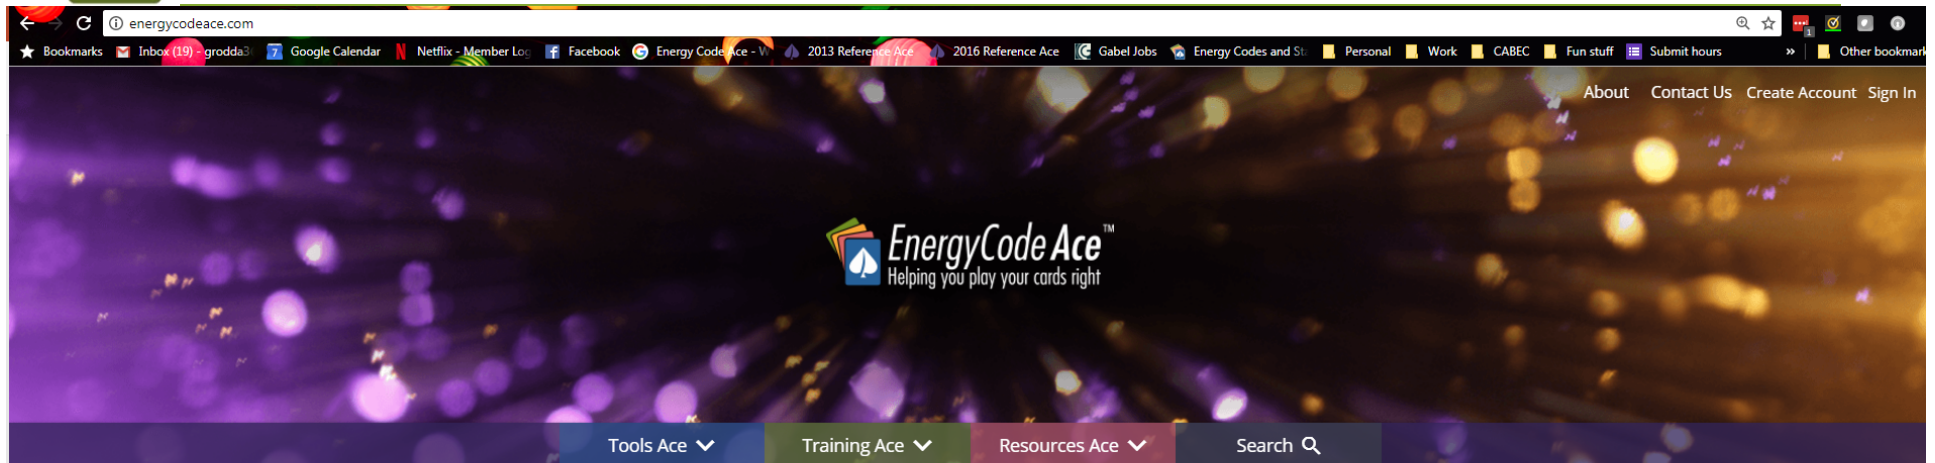 energycodeace.com
Bookmarks Inbox (19) - grodda3 7 Google Calendar N Netflix - Member Log Facebook Energy Code Ace - W 2013 Reference Ace 2016 Reference Ace Gabel Jobs Energy Codes and St Personal Work CABEC Fun stuff Submit hours » Other bookmark
1
About Contact Us Create Account Sign In
EnergyCode Ace™
Helping you play your cards right
Tools Ace Training Ace Resources Ace Search